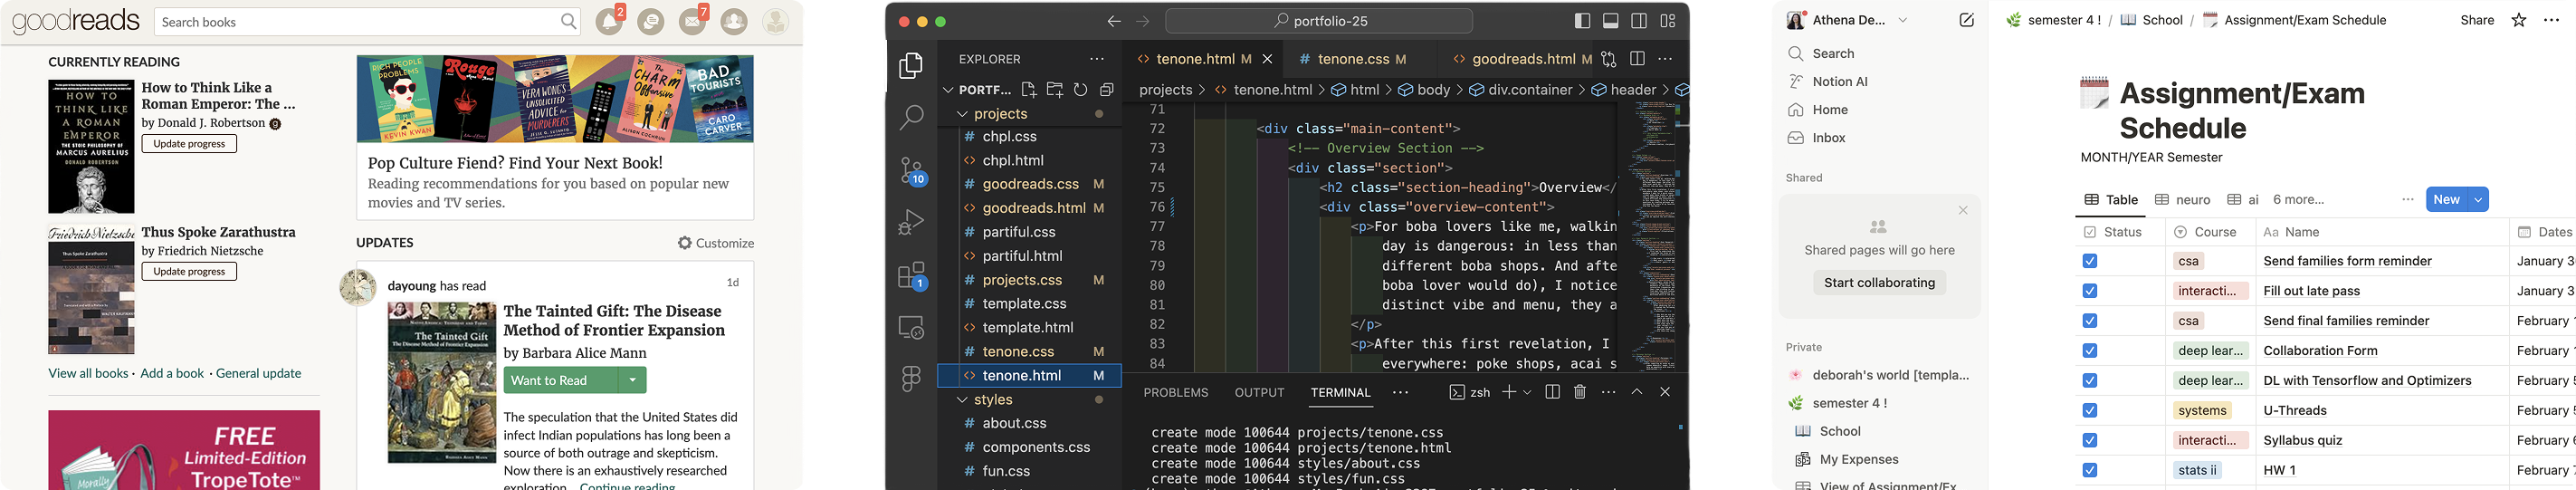 goodreads
Search books
2
7
CURRENTLY READING
HOW TO
THINK LIKE
A ROMAN
EMPEROR
THE STOIC PHILOSOPHY OF
MARCUS AURELIUS
DONALD ROBERTSON
How to Think Like a
Roman Emperor: The ...
by Donald J. Robertson
Update progress
Friedrich Nietzsche
Thus Spoke Zarathustra
Thus Spoke Zarathustra
by Friedrich Nietzsche
Update progress
View all books · Add a book · General update
FREE
Limited-Edition
TropeTote™
Morally
RICH PEOPLE
PROBLEMS
KEVIN KWAN
Rouge
VERA WONG'S
UNSOLICITED
ADVICE FOR
MURDERERS
THE
CHARM
OFFENSIVE
ALISON COCHRUN
BAD
TOURISTS
CARO
CARVER
Pop Culture Fiend? Find Your Next Book!
Reading recommendations for you based on popular new
movies and TV series.
UPDATES
Customize
dayoung has read
1d
The Tainted Gift
The Disease Method of Frontier Expansion
The Tainted Gift: The Disease
Method of Frontier Expansion
by Barbara Alice Mann
Want to Read
The speculation that the United States did
infect Indian populations has long been a
source of both outrage and skepticism.
Now there is an exhaustively researched
exploration... Continue reading
portfolio-25
EXPLORER
PORTF...
projects
# chpl.css
<> chpl.html
# goodreads.css M
<> goodreads.html M
# partiful.css
<> partiful.html
# projects.css M
# template.css
<> template.html
# tenone.css M
<> tenone.html M
styles
# about.css
# components.css
# fun.css
10
1
<> tenone.html M
# tenone.css M
<> goodreads.html M
projects > <> tenone.html > html > body > div.container > header >
71
72 <div class="main-content">
73 <!-- Overview Section -->
74 <div class="section">
75 <h2 class="section-heading">Overview</
76 <div class="overview-content">
77 <p>For boba lovers like me, walkin
78 day is dangerous: in less than
79 different boba shops. And afte
80 boba lover would do), I notice
81 distinct vibe and menu, they a
82 </p>
83 <p>After this first revelation, I
84 everywhere: poke shops, acai s
PROBLEMS OUTPUT TERMINAL ... zsh
create mode 100644 projects/tenone.css
create mode 100644 projects/tenone.html
create mode 100644 styles/about.css
create mode 100644 styles/fun.css
Athena De...
Search
Notion AI
Home
Inbox
Shared
Shared pages will go here
Start collaborating
Private
deborah's world [templa...
semester 4 !
School
My Expenses
View of Assignment/Ex
semester 4 ! / School / Assignment/Exam Schedule
Share
Assignment/Exam
Schedule
MONTH/YEAR Semester
Table neuro ai 6 more...
New
Status Course Aa Name Dates
csa Send families form reminder January 3
interacti... Fill out late pass January 3
csa Send final families reminder February
deep lear... Collaboration Form February
deep lear... DL with Tensorflow and Optimizers February
systems U-Threads February
interacti... Syllabus quiz February
stats ii HW 1 February